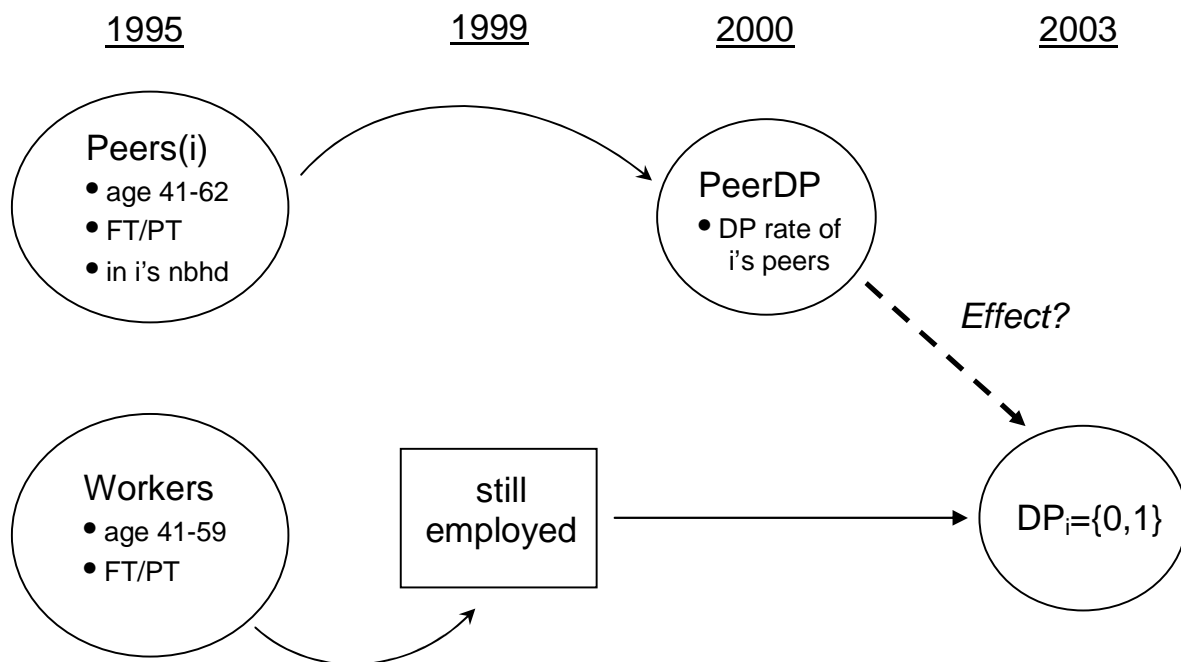 1995 1999 2000 2003
Peers(i)
• age 41-62
• FT/PT
• in i's nbhd
PeerDP
• DP rate of
i's peers
Effect?
Workers
• age 41-59
• FT/PT
still
employed
DPᵢ={0,1}